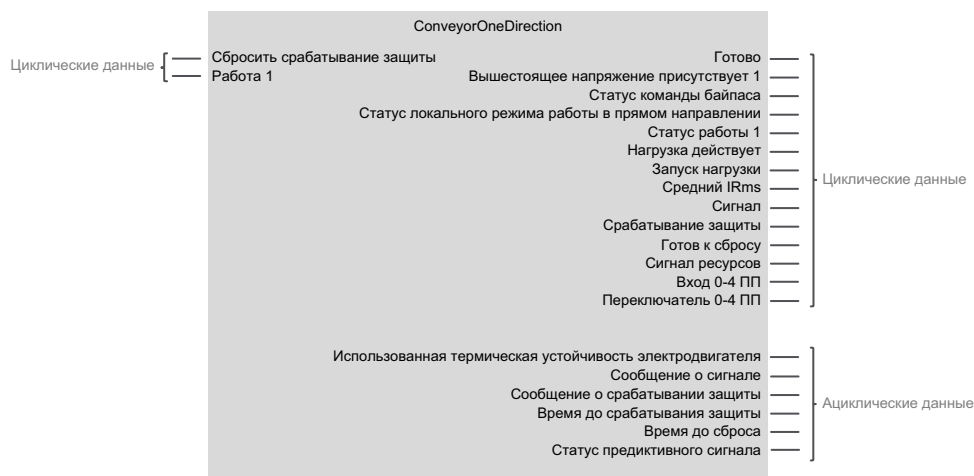 ConveyorOneDirection
Циклические данные
Сбросить срабатывание защиты
Работа 1
Готово
Вышестоящее напряжение присутствует 1
Статус команды байпаса
Статус локального режима работы в прямом направлении
Статус работы 1
Нагрузка действует
Запуск нагрузки
Средний IRms
Сигнал
Срабатывание защиты
Готов к сбросу
Сигнал ресурсов
Вход 0-4 ПП
Переключатель 0-4 ПП
Циклические данные
Использованная термическая устойчивость электродвигателя
Сообщение о сигнале
Сообщение о срабатывании защиты
Время до срабатывания защиты
Время до сброса
Статус предиктивного сигнала
Ациклические данные